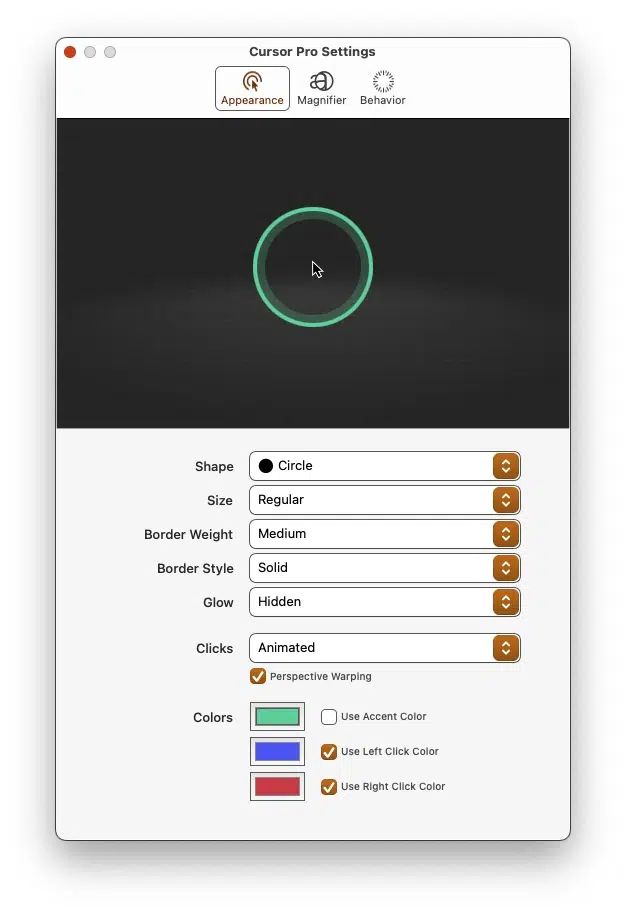 Cursor Pro Settings
Appearance Magnifier Behavior
Shape Circle
Size Regular
Border Weight Medium
Border Style Solid
Glow Hidden
Clicks Animated
Perspective Warping
Colors Use Accent Color
Use Left Click Color
Use Right Click Color